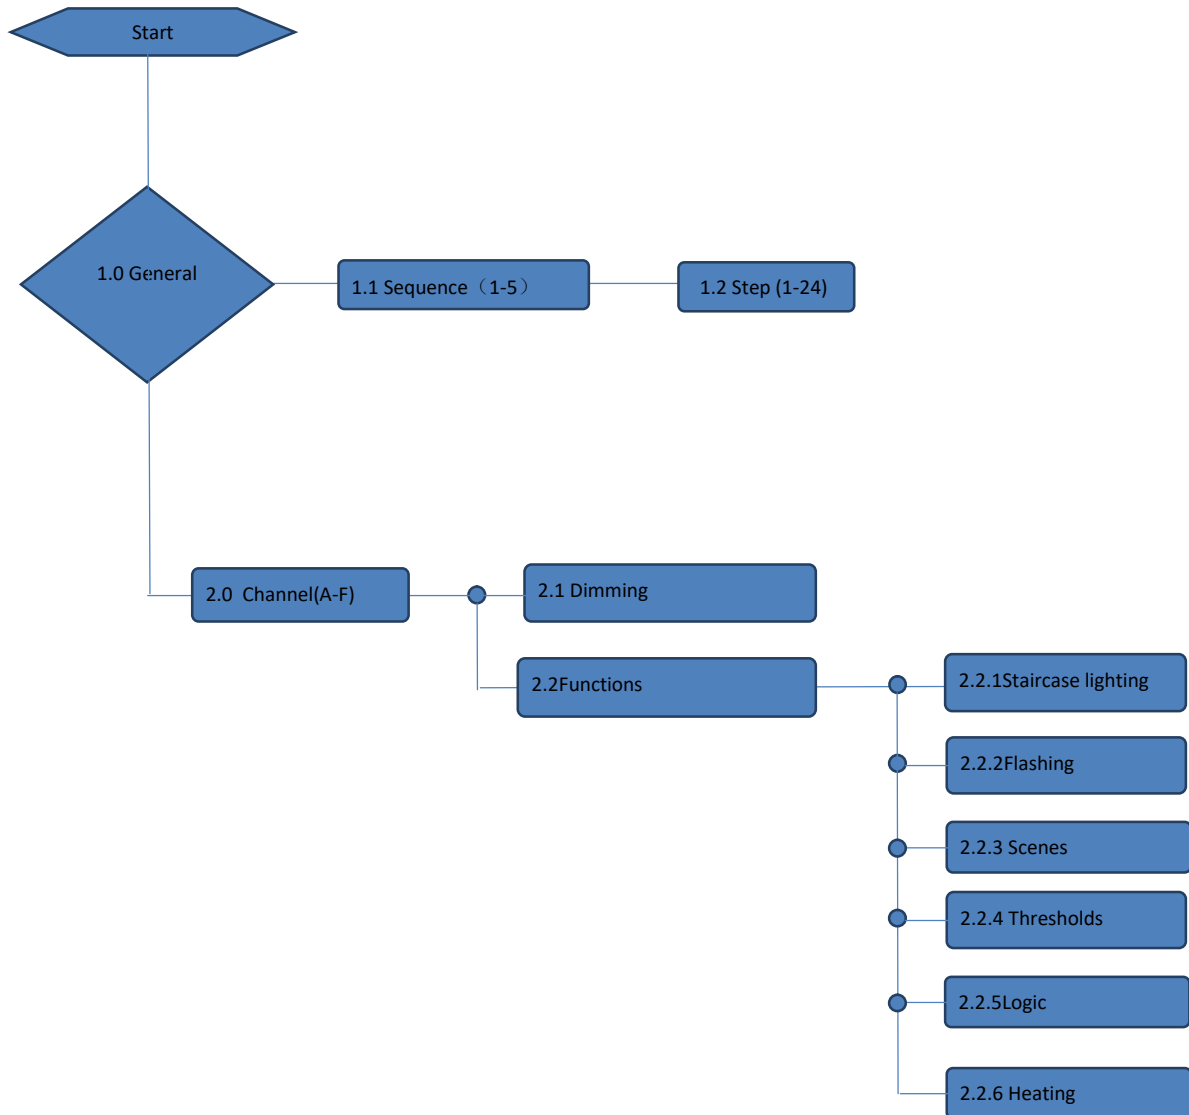 Start
1.0 General
1.1 Sequence（1-5）
1.2 Step (1-24)
2.0  Channel(A-F)
2.1 Dimming
2.2Functions
2.2.1Staircase lighting
2.2.2Flashing
2.2.3 Scenes
2.2.4 Thresholds
2.2.5Logic
2.2.6 Heating